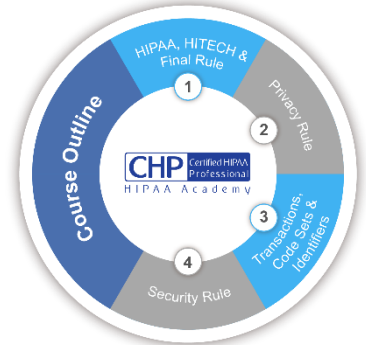 Course Outline
HIPAA, HITECH &
Final Rule
1
Privacy Rule
2
Transactions,
Code Sets &
Identifiers
3
Security Rule
4
CHP Certified HIPAA
Professional
HIPAA Academy